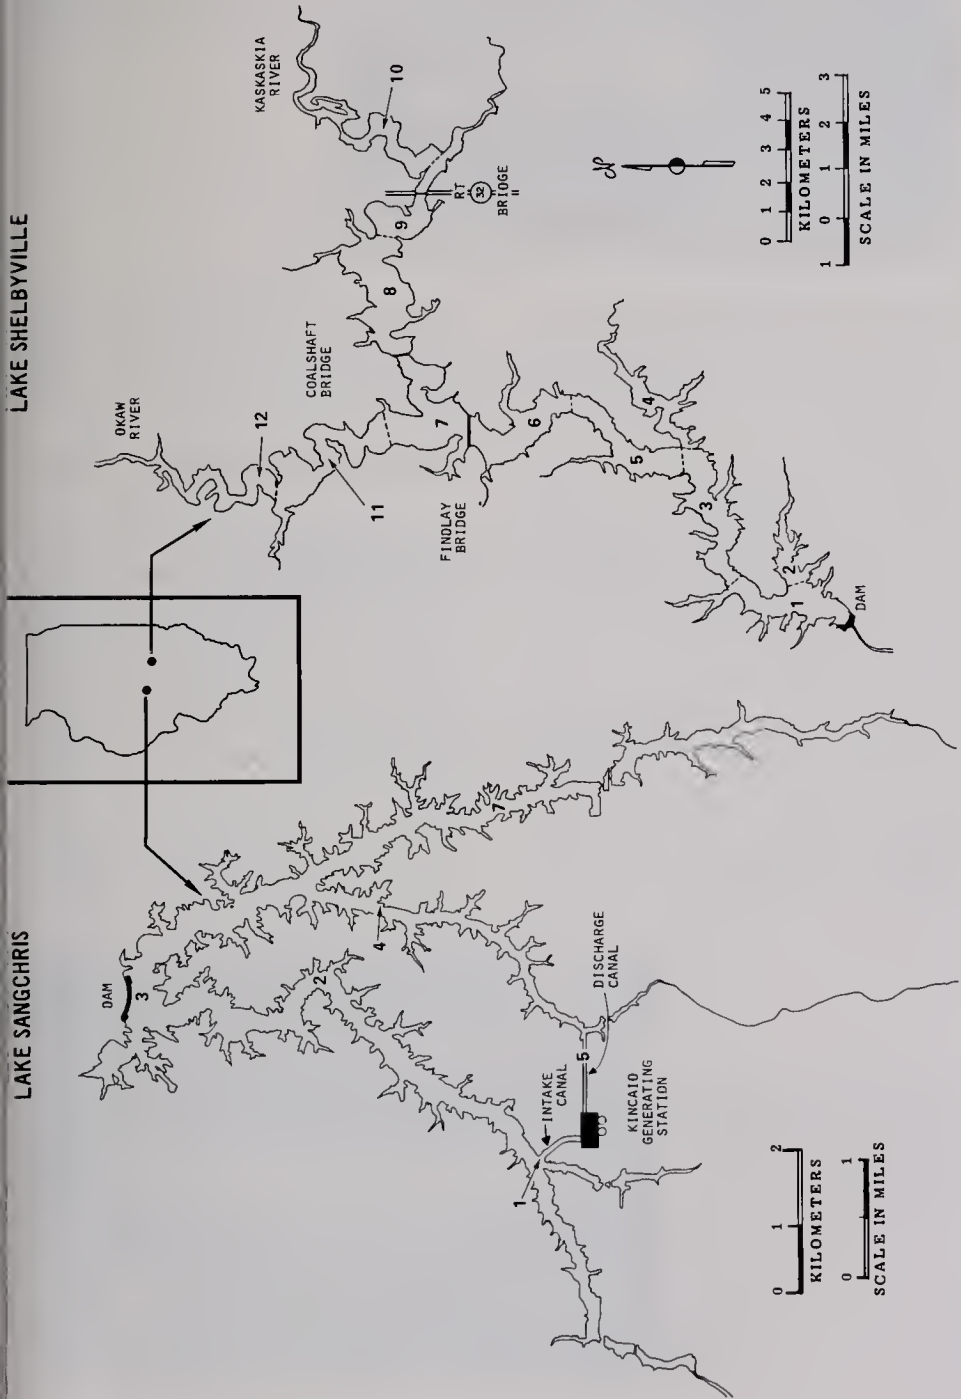 LAKE SANGCHRIS
DAM
3
2
4
7
1
INTAKE
CANAL
5
DISCHARGE
CANAL
KINCAIO
GENERATING
STATION
0 1 2
KILOMETERS
0 1
SCALE IN MILES
LAKE SHELBYVILLE
OKAW
RIVER
12
COALSHAFT
BRIDGE
11
KASKASKIA
RIVER
10
9
RT
32
BRIDGE
8
7
FINDLAY
BRIDGE
6
5
4
3
2
1
DAM
N
0 1 2 3 4 5
KILOMETERS
1 0 1 2 3
SCALE IN MILES